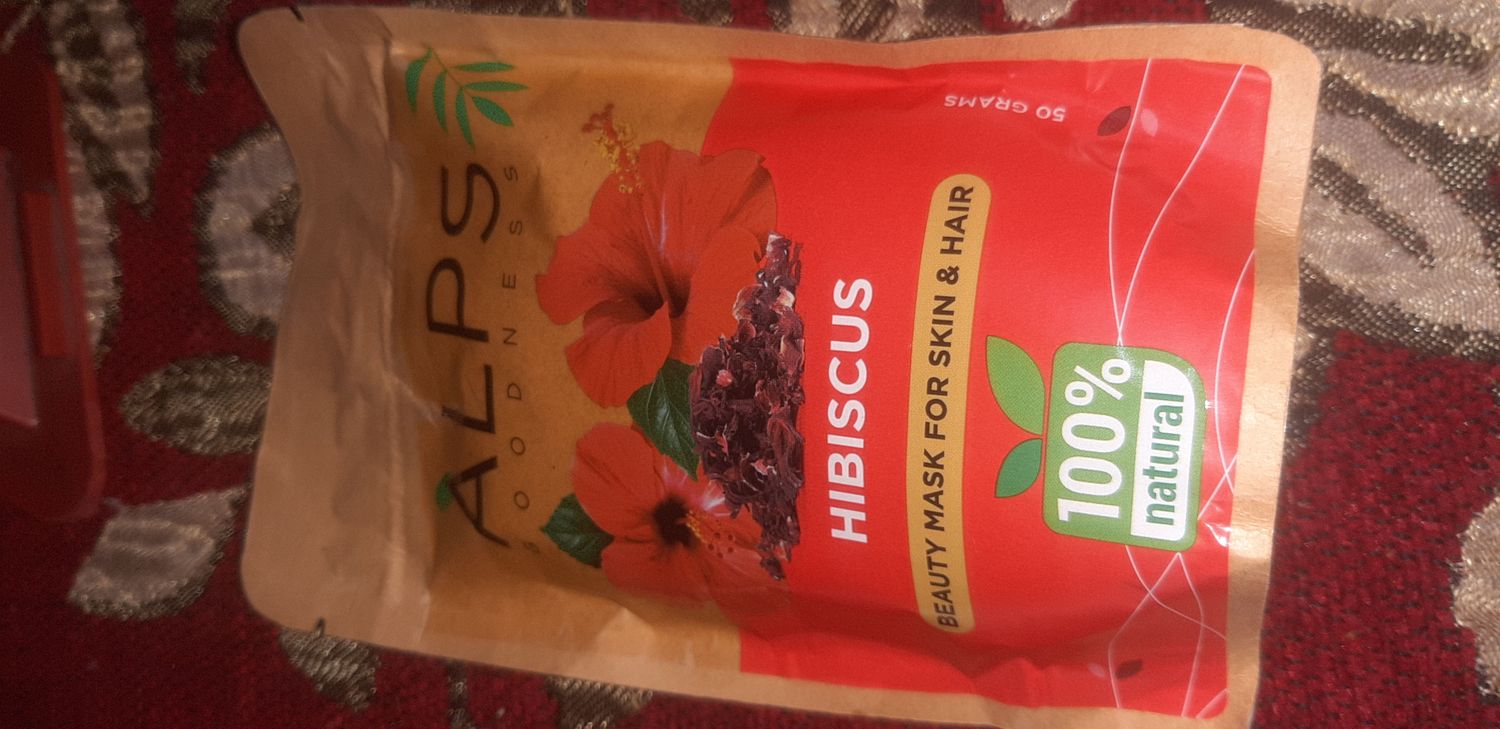 ALPS
GOODNESS
HIBISCUS
BEAUTY MASK FOR SKIN & HAIR
100%
natural
50 GRAMS